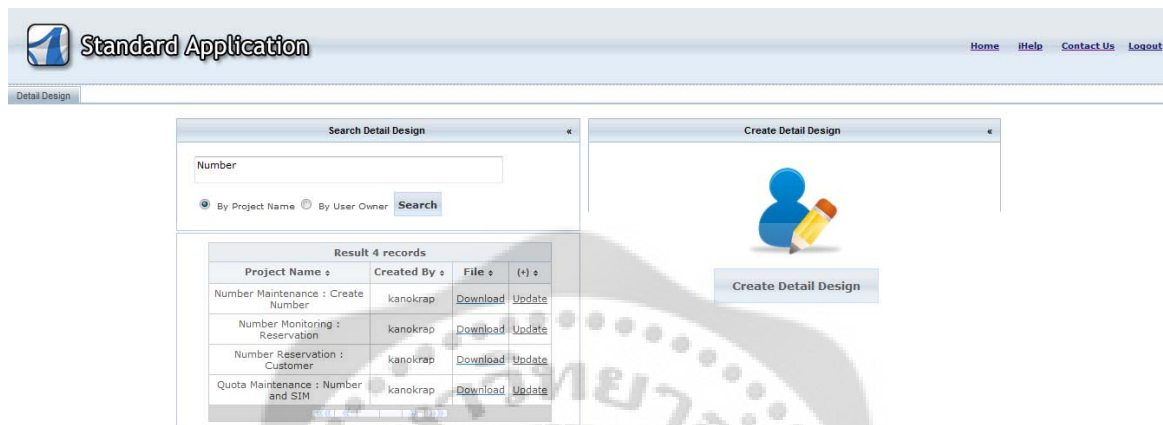 Standard Application
Home iHelp Contact Us Logout
Detail Design
Search Detail Design «
Number
By Project Name By User Owner Search
Result 4 records
Project Name Created By File (+)
Number Maintenance : Create Number kanokrap Download Update
Number Monitoring : Reservation kanokrap Download Update
Number Reservation : Customer kanokrap Download Update
Quota Maintenance : Number and SIM kanokrap Download Update
Create Detail Design «
Create Detail Design